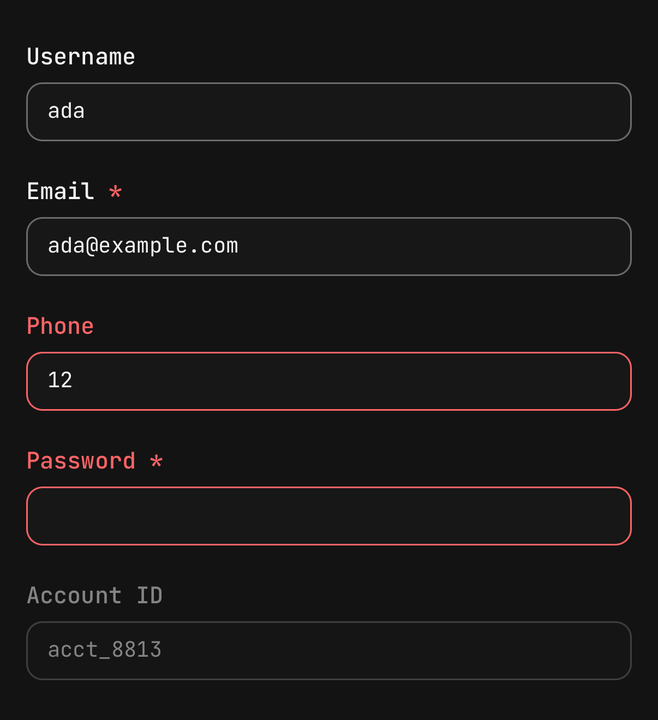 Username
ada
Email *
ada@example.com
Phone
12
Password *
Account ID
acct_8813